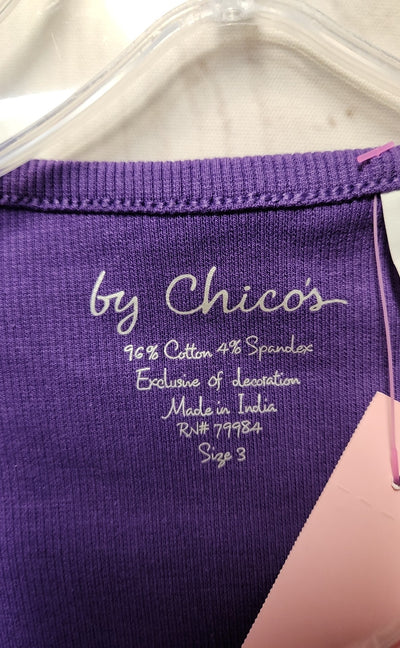 by Chico's
96% Cotton 4% Spandex
Exclusive of decoration
Made in India
RN# 79984
Size 3